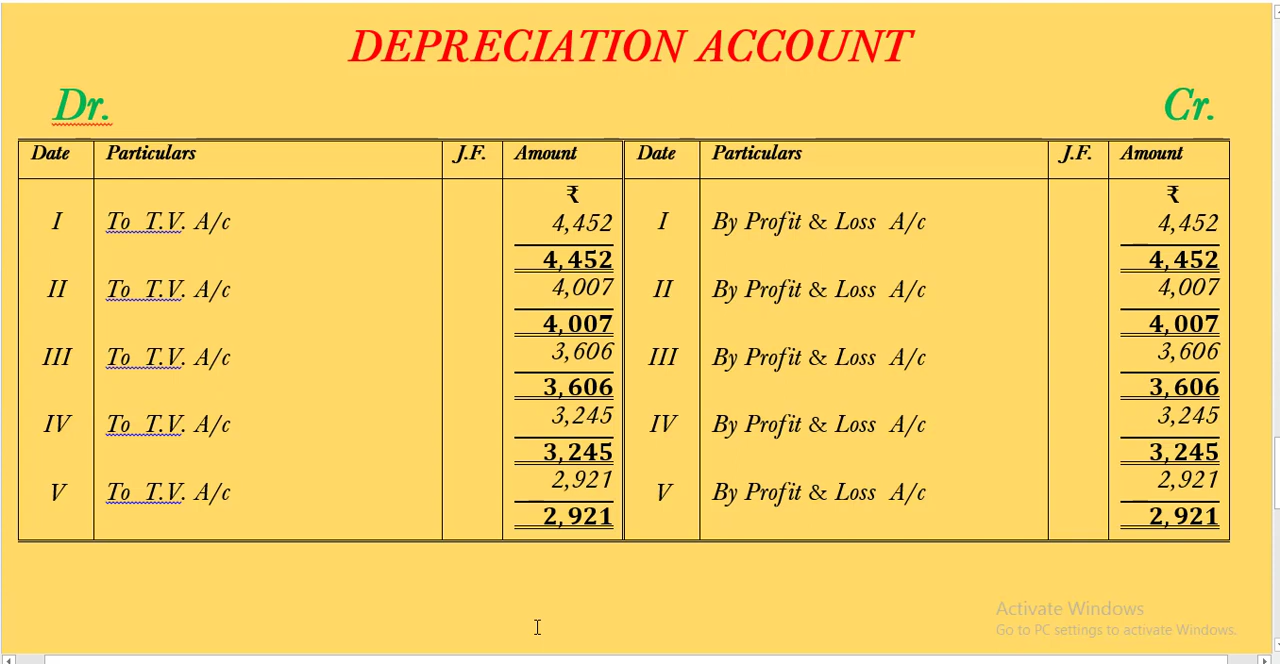 DEPRECIATION ACCOUNT
Dr. Cr.
Date Particulars J.F. Amount Date Particulars J.F. Amount
₹ ₹
I To T.V. A/c 4,452 I By Profit & Loss A/c 4,452
4,452 4,452
II To T.V. A/c 4,007 II By Profit & Loss A/c 4,007
4,007 4,007
III To T.V. A/c 3,606 III By Profit & Loss A/c 3,606
3,606 3,606
IV To T.V. A/c 3,245 IV By Profit & Loss A/c 3,245
3,245 3,245
V To T.V. A/c 2,921 V By Profit & Loss A/c 2,921
2,921 2,921
Activate Windows
Go to PC settings to activate Windows.